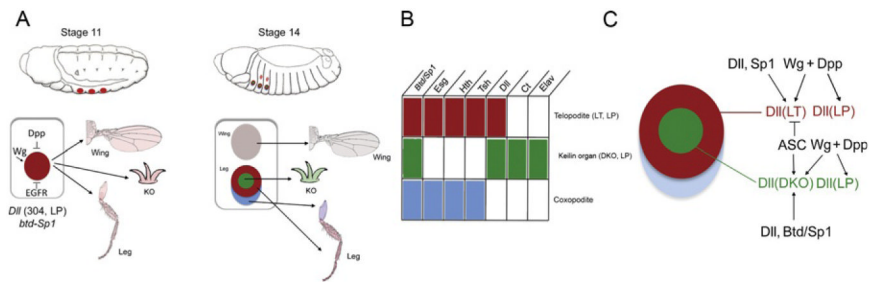 A
Stage 11
Stage 14
Dpp
Wg
EGFR
Dll (304, LP)
btd-Sp1
Wing
KO
Leg
Wing
Leg
Wing
KO
Leg
B
Btd/Sp1
Esg
Hth
Tsh
Dll
Ct
Elav
Telopodite (LT, LP)
Keilin organ (DKO, LP)
Coxopodite
C
Dll, Sp1 Wg + Dpp
Dll(LT) Dll(LP)
ASC Wg + Dpp
Dll(DKO) Dll(LP)
Dll, Btd/Sp1